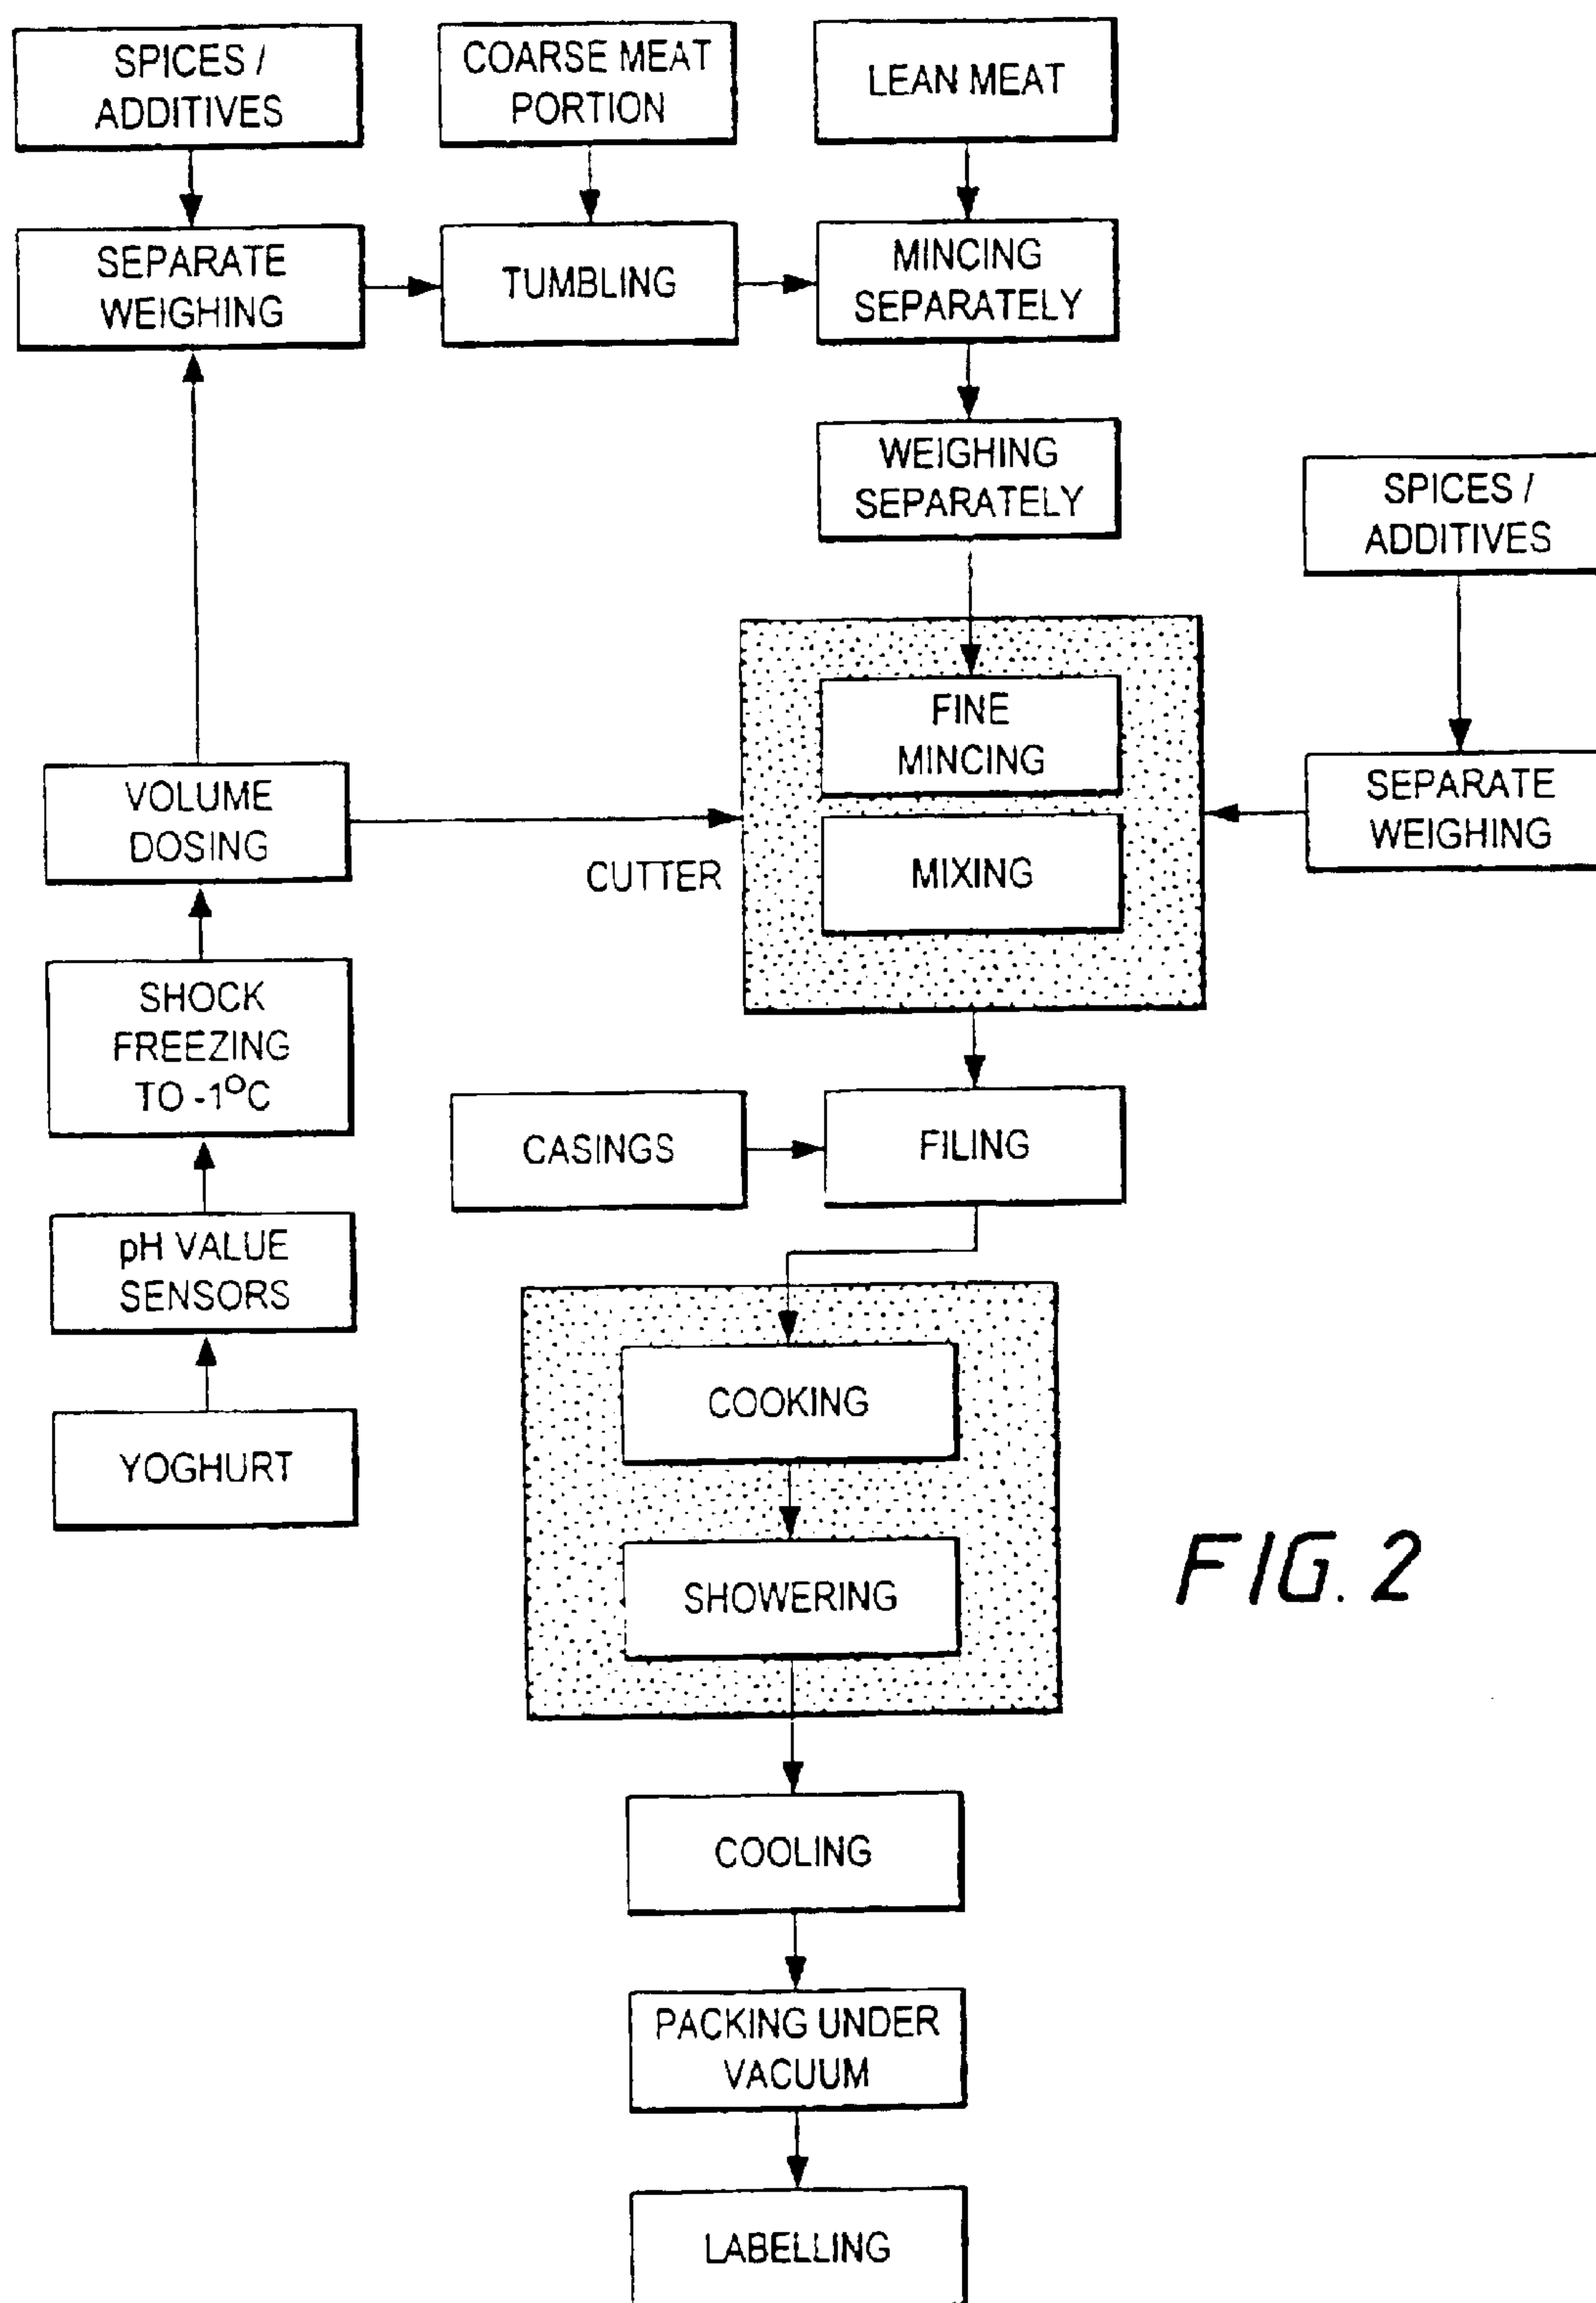 SPICES /
ADDITIVES
COARSE MEAT
PORTION
LEAN MEAT
SEPARATE
WEIGHING
TUMBLING
MINCING
SEPARATELY
WEIGHING
SEPARATELY
SPICES /
ADDITIVES
FINE
MINCING
VOLUME
DOSING
SEPARATE
WEIGHING
CUTTER
MIXING
SHOCK
FREEZING
TO -1°C
CASINGS
FILING
pH VALUE
SENSORS
COOKING
YOGHURT
SHOWERING
FIG. 2
COOLING
PACKING UNDER
VACUUM
LABELLING